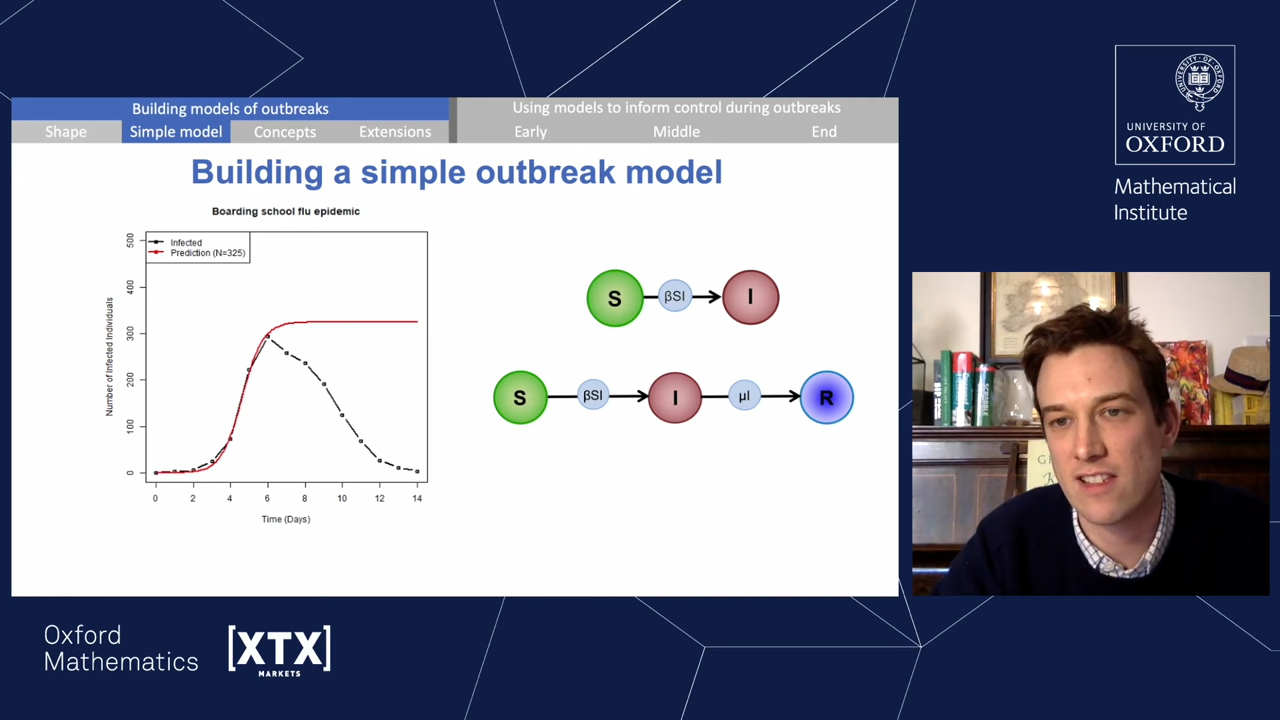 Building models of outbreaks
Using models to inform control during outbreaks
Shape
Simple model
Concepts
Extensions
Early
Middle
End
Building a simple outbreak model
Boarding school flu epidemic
Infected
Prediction (N=325)
Number of Infected Individuals
500
400
300
200
100
0
0 2 4 6 8 10 12 14
Time (Days)
S βSI I
S βSI I μI R
UNIVERSITY OF
OXFORD
Mathematical
Institute
SCRABBLE
Oxford
Mathematics
[XTX]
MARKETS